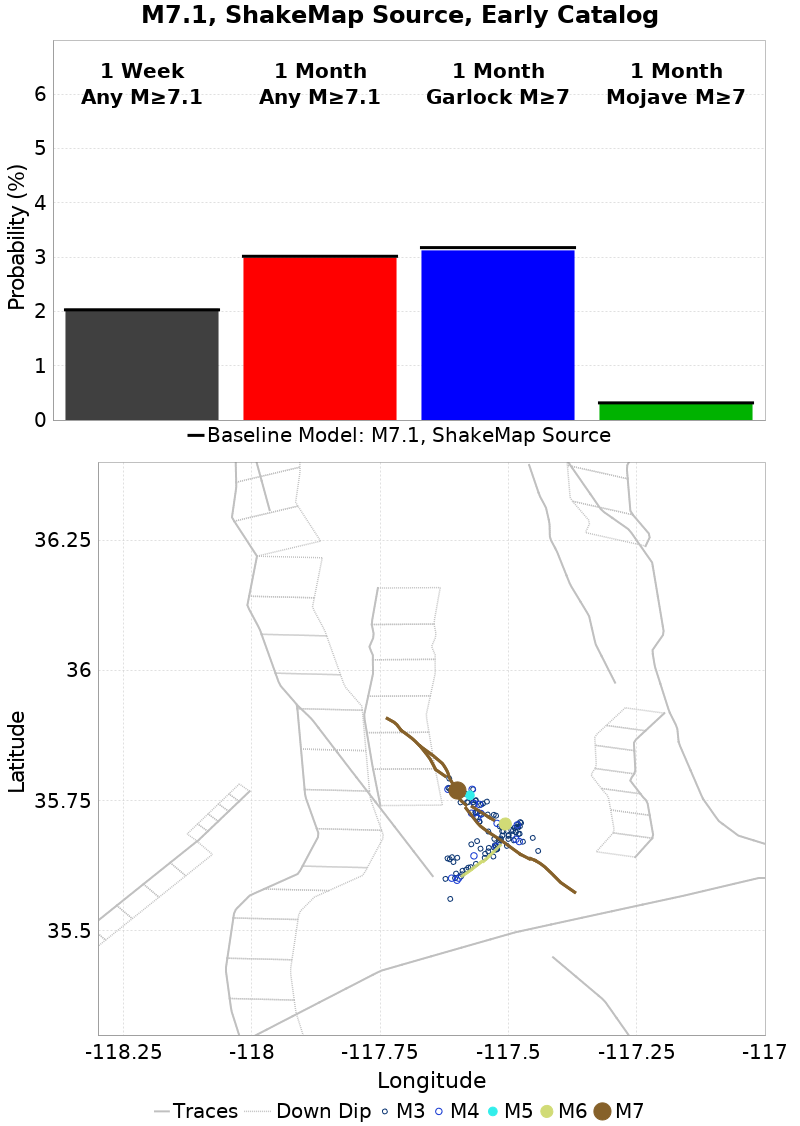 M7.1, ShakeMap Source, Early Catalog
1 Week
Any M≥7.1
1 Month
Any M≥7.1
1 Month
Garlock M≥7
1 Month
Mojave M≥7
Probability (%)
6
5
4
3
2
1
0
Baseline Model: M7.1, ShakeMap Source
Latitude
36.25
36
35.75
35.5
-118.25 -118 -117.75 -117.5 -117.25 -117
Longitude
Traces Down Dip M3 M4 M5 M6 M7